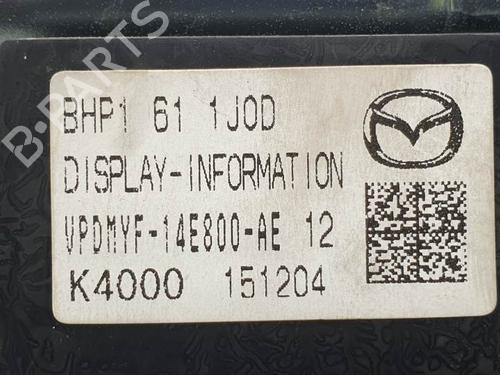 B-PARTS
BHP1 61 1J0D
DISPLAY-INFORMATION
VPDMYF-14E800-AE 12
K4000 151204